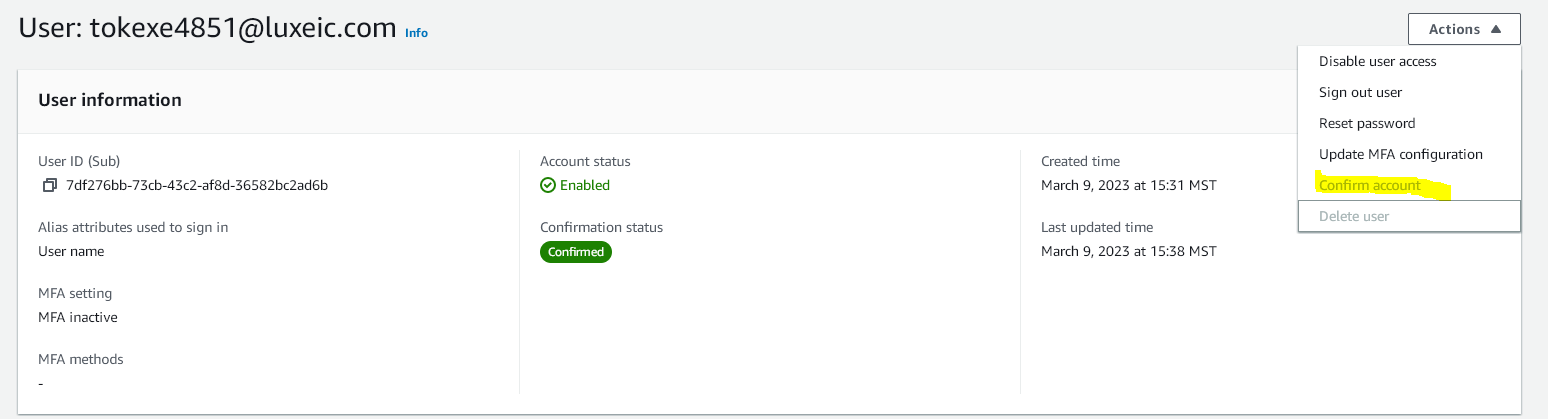 User: tokexe4851@luxeic.com Info
Actions
Disable user access
Sign out user
Reset password
Update MFA configuration
Confirm account
Delete user
User information
User ID (Sub)
7df276bb-73cb-43c2-af8d-36582bc2ad6b
Alias attributes used to sign in
User name
MFA setting
MFA inactive
MFA methods
-
Account status
Enabled
Confirmation status
Confirmed
Created time
March 9, 2023 at 15:31 MST
Last updated time
March 9, 2023 at 15:38 MST